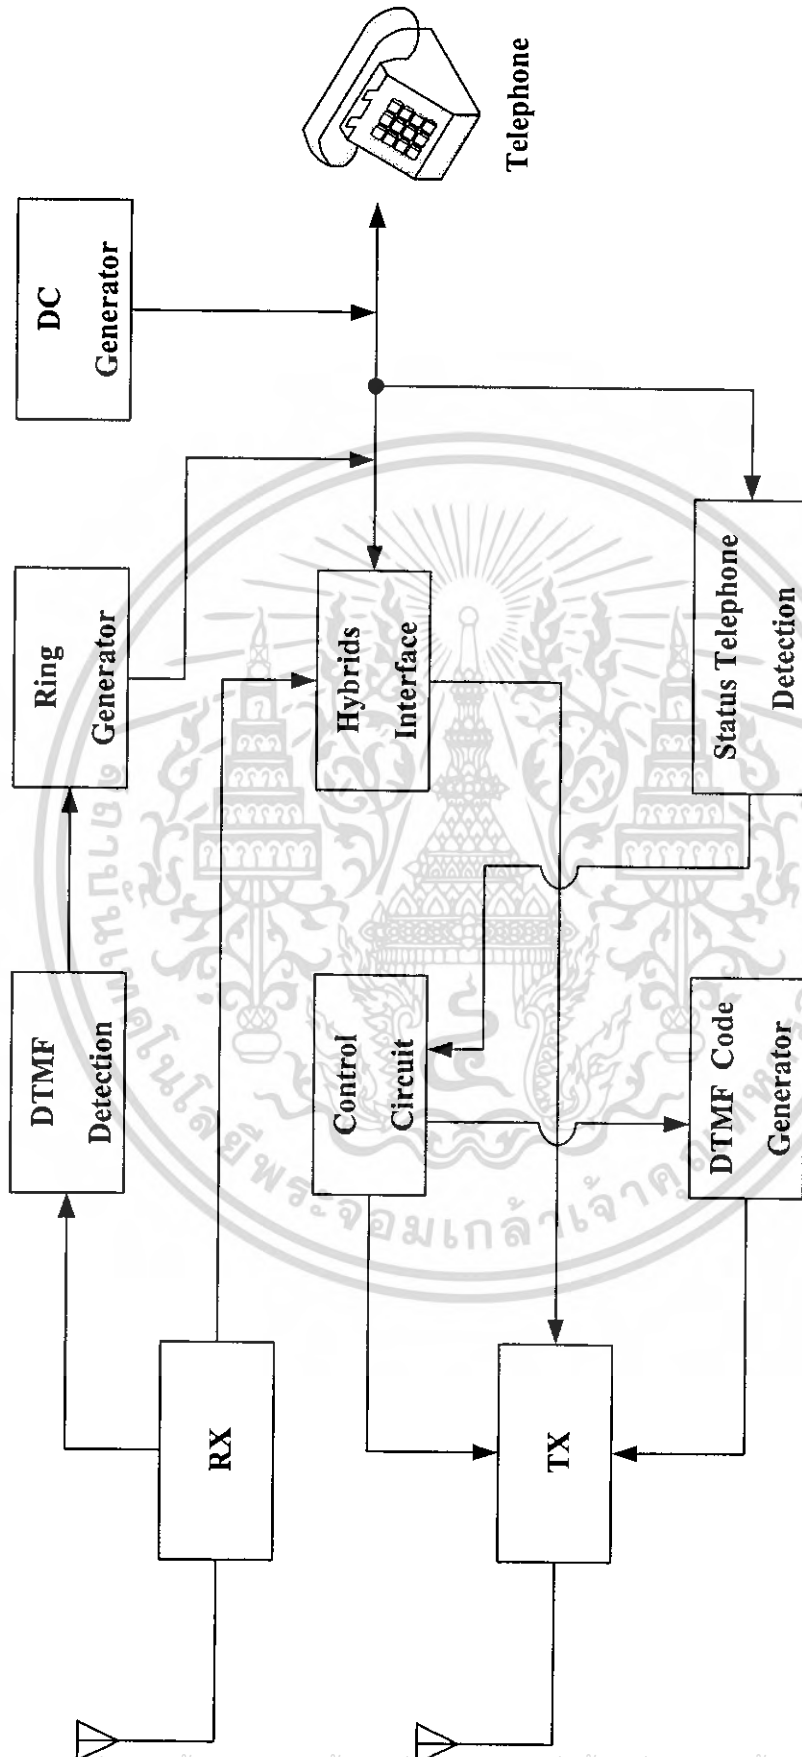 DC
Generator
Telephone
Ring
Generator
Hybrids
Interface
Status Telephone
Detection
DTMF
Detection
Control
Circuit
DTMF Code
Generator
RX
TX